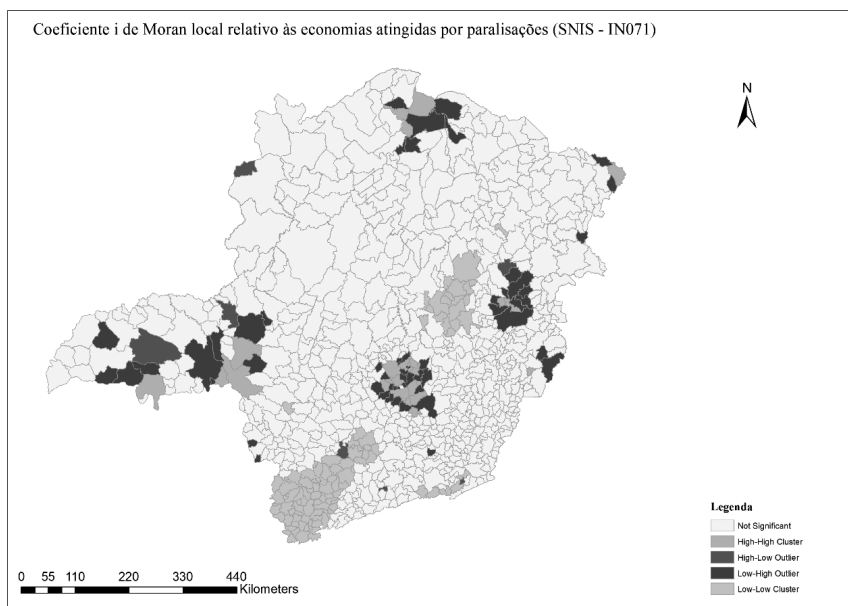 Coeficiente i de Moran local relativo às economias atingidas por paralisações (SNIS - IN071)
N
Legenda
Not Significant
High-High Cluster
High-Low Outlier
Low-High Outlier
Low-Low Cluster
0 55 110 220 330 440
Kilometers